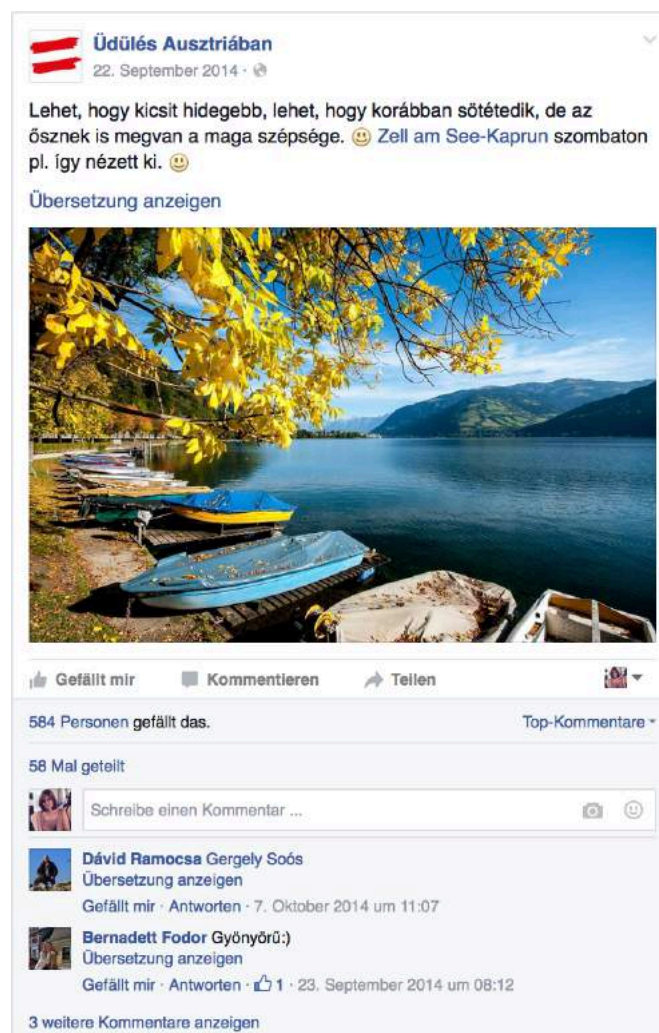 Üdülés Ausztriában
22. September 2014 ·
Lehet, hogy kicsit hidegebb, lehet, hogy korábban sötétedik, de az
ősznek is megvan a maga szépsége. 😃 Zell am See-Kaprun szombaton
pl. így nézett ki. 😃
Übersetzung anzeigen
Gefällt mir Kommentieren Teilen
584 Personen gefällt das. Top-Kommentare
58 Mal geteilt
Schreibe einen Kommentar ...
Dávid Ramocsa Gergely Soós
Übersetzung anzeigen
Gefällt mir · Antworten · 7. Oktober 2014 um 11:07
Bernadett Fodor Gyönyörű:)
Übersetzung anzeigen
Gefällt mir · Antworten · 1 · 23. September 2014 um 08:12
3 weitere Kommentare anzeigen